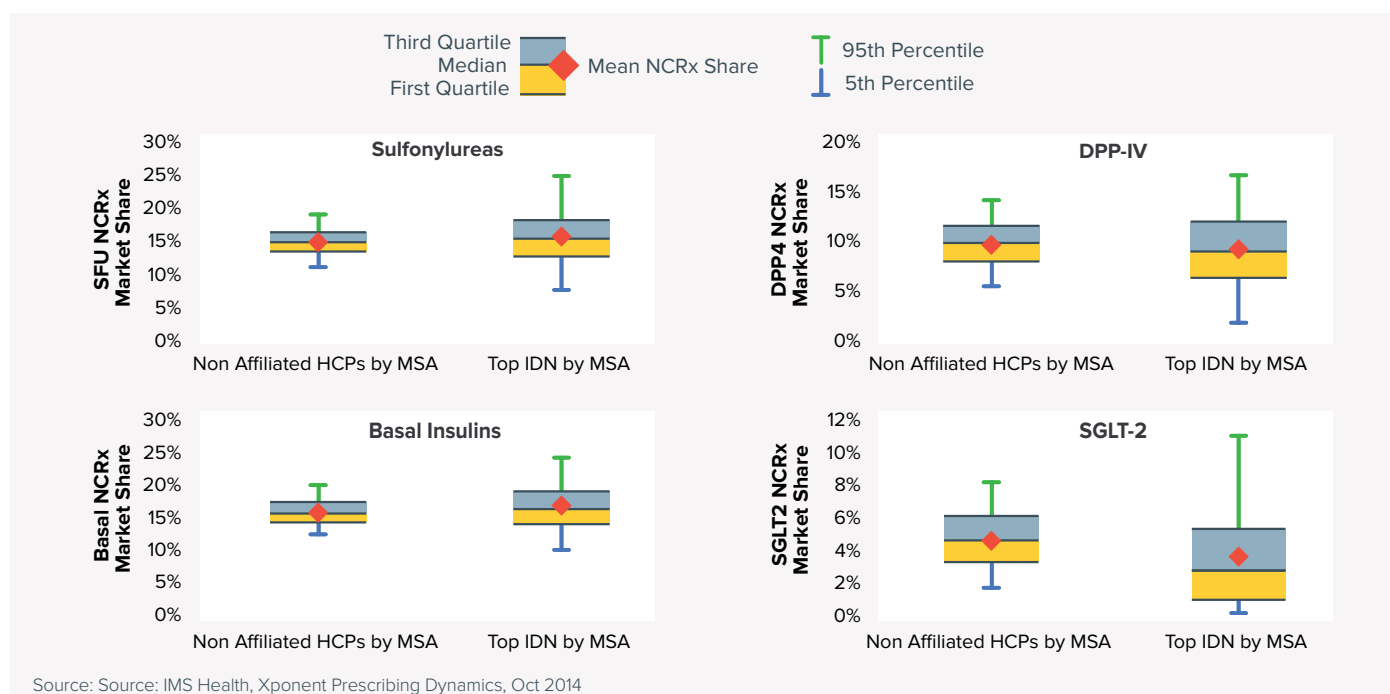 Third Quartile
Median
First Quartile
Mean NCRx Share
95th Percentile
5th Percentile
Sulfonylureas
SFU NCRx
Market Share
30%
25%
20%
15%
10%
5%
0%
Non Affiliated HCPs by MSA
Top IDN by MSA
DPP-IV
DPP4 NCRx
Market Share
20%
15%
10%
5%
0%
Non Affiliated HCPs by MSA
Top IDN by MSA
Basal Insulins
Basal NCRx
Market Share
30%
25%
20%
15%
10%
5%
0%
Non Affiliated HCPs by MSA
Top IDN by MSA
SGLT-2
SGLT2 NCRx
Market Share
12%
10%
8%
6%
4%
2%
0%
Non Affiliated HCPs by MSA
Top IDN by MSA
Source: Source: IMS Health, Xponent Prescribing Dynamics, Oct 2014